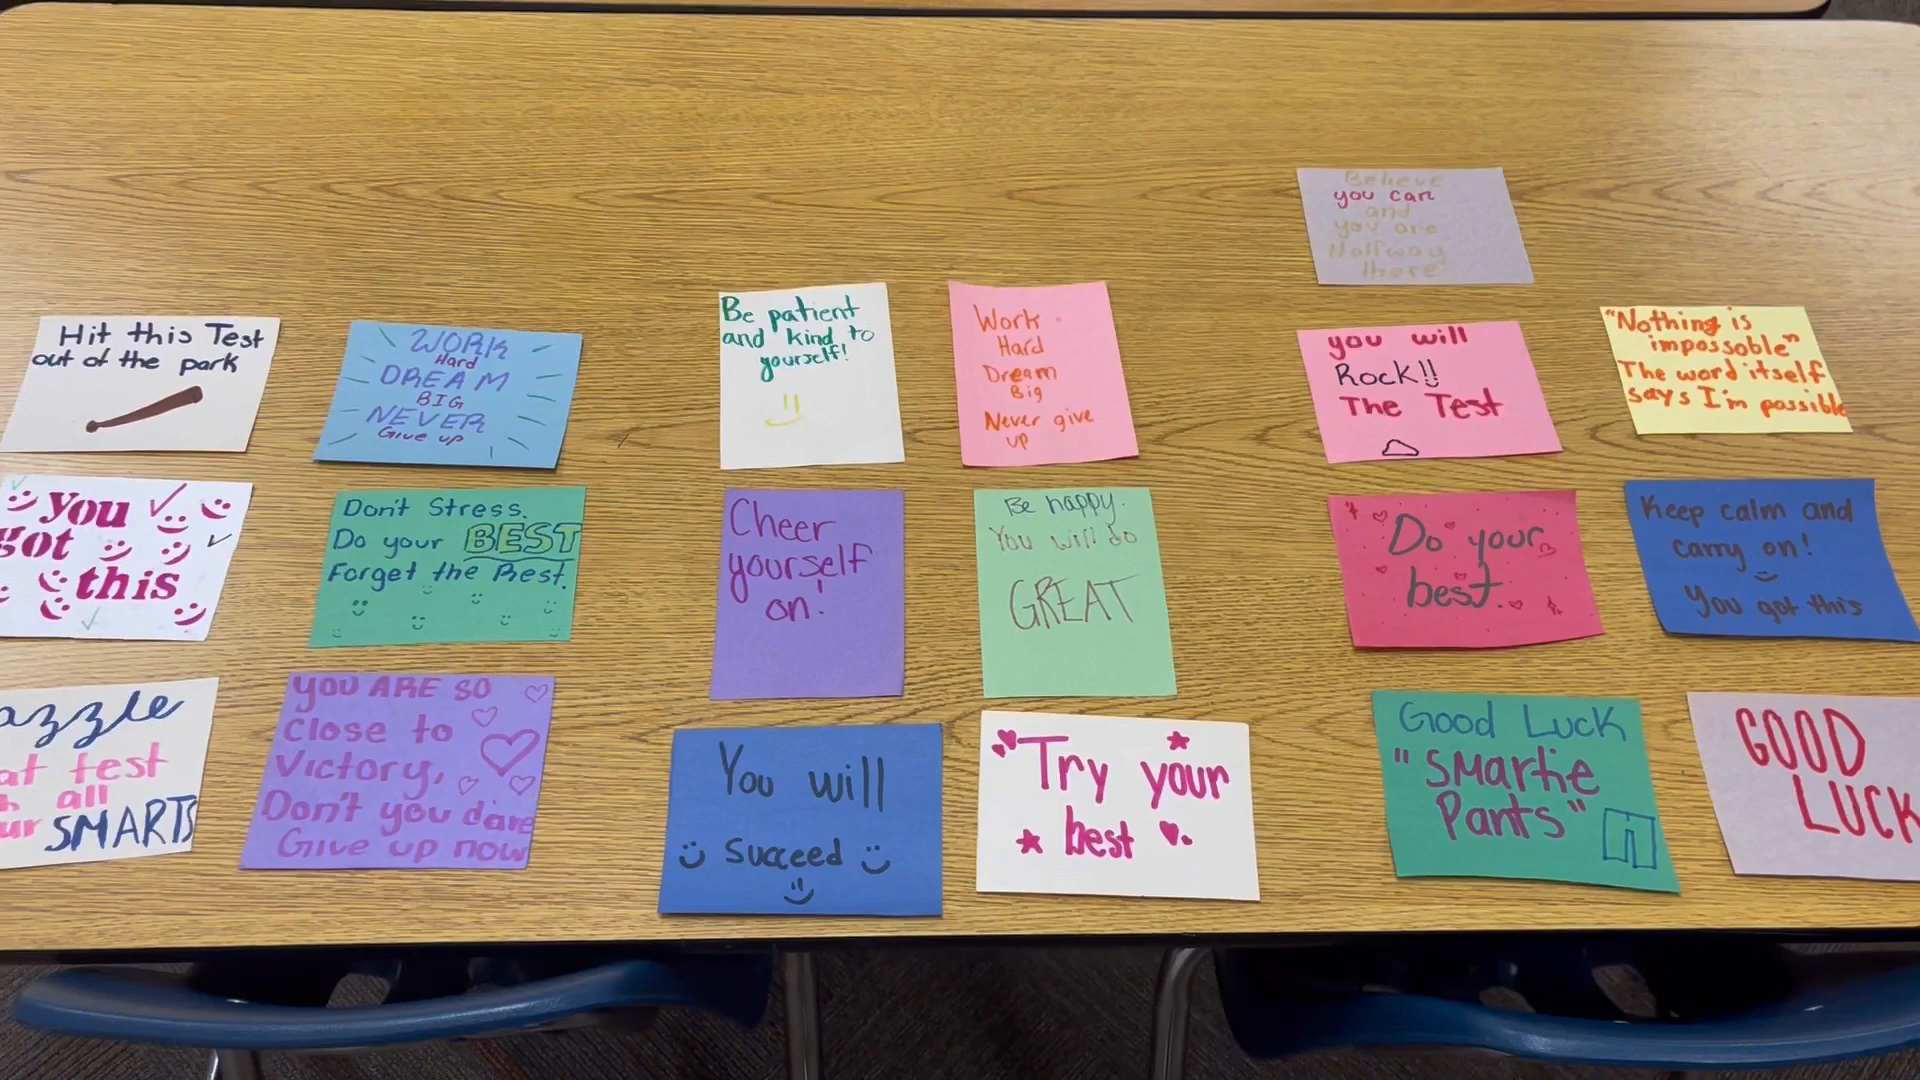 Believe
you can
and
you are
Halfway
there
Hit this Test
out of the park
WORK
Hard
DREAM
BIG
NEVER
Give up
Be patient
and kind to
yourself!
Work
Hard
Dream
Big
Never give
up
you will
Rock!!
The Test
"Nothing is
impossoble"
The word itself
says I'm possible
you
got
this
Don't Stress.
Do your BEST
Forget the Rest.
Cheer
yourself
on!
Be happy.
You will do
GREAT
Do your
best.
Keep calm and
carry on!
You got this
all
SMARTS
test
YOU ARE SO
Close to
Victory,
Don't you dare
Give up now
You will
Succeed
"Try your
best
Good Luck
"Smartie
Pants"
GOOD
LUCK